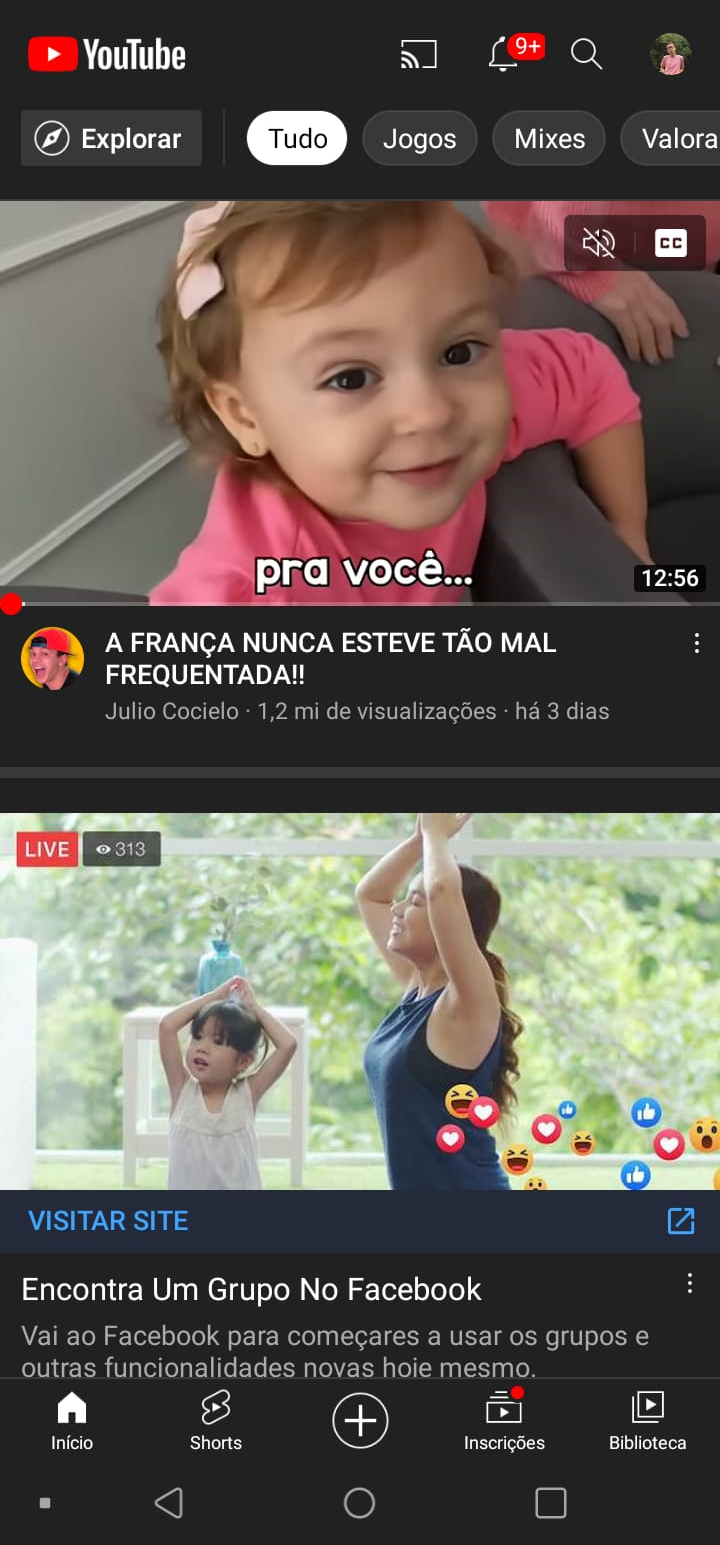 YouTube
9+
Explorar
Tudo
Jogos
Mixes
Valora
CC
pra você...
12:56
A FRANÇA NUNCA ESTEVE TÃO MAL
FREQUENTADA!!
Julio Cocielo · 1,2 mi de visualizações · há 3 dias
LIVE
313
VISITAR SITE
Encontra Um Grupo No Facebook
Vai ao Facebook para começares a usar os grupos e
outras funcionalidades novas hoje mesmo.
Início
Shorts
Inscrições
Biblioteca